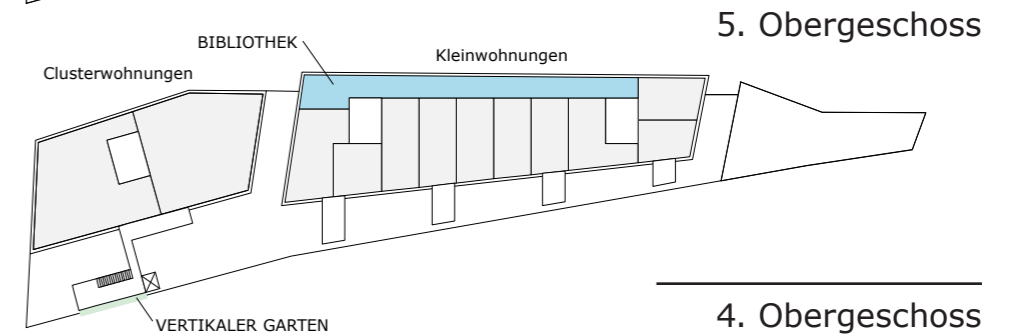 5. Obergeschoss
BIBLIOTHEK
Kleinwohnungen
Clusterwohnungen
VERTIKALER GARTEN
4. Obergeschoss